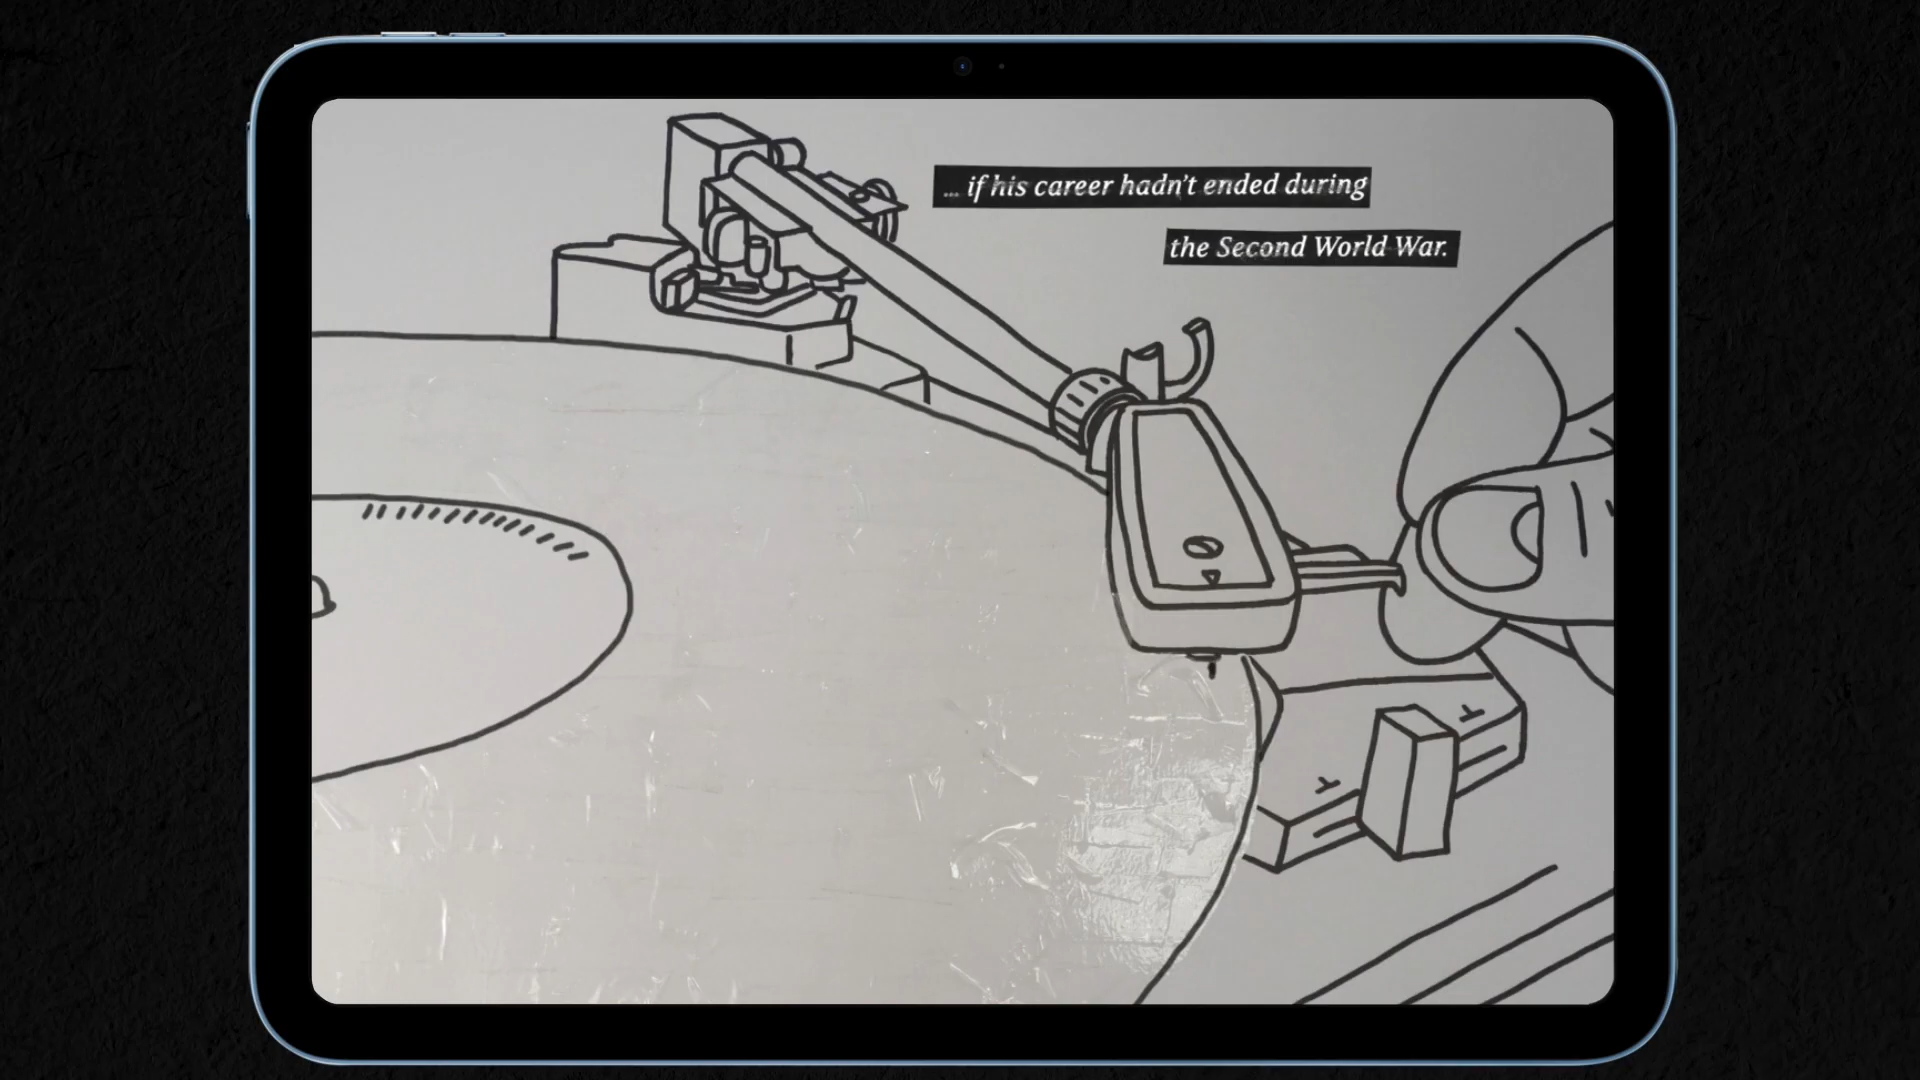 ... if his career hadn't ended during
the Second World War.